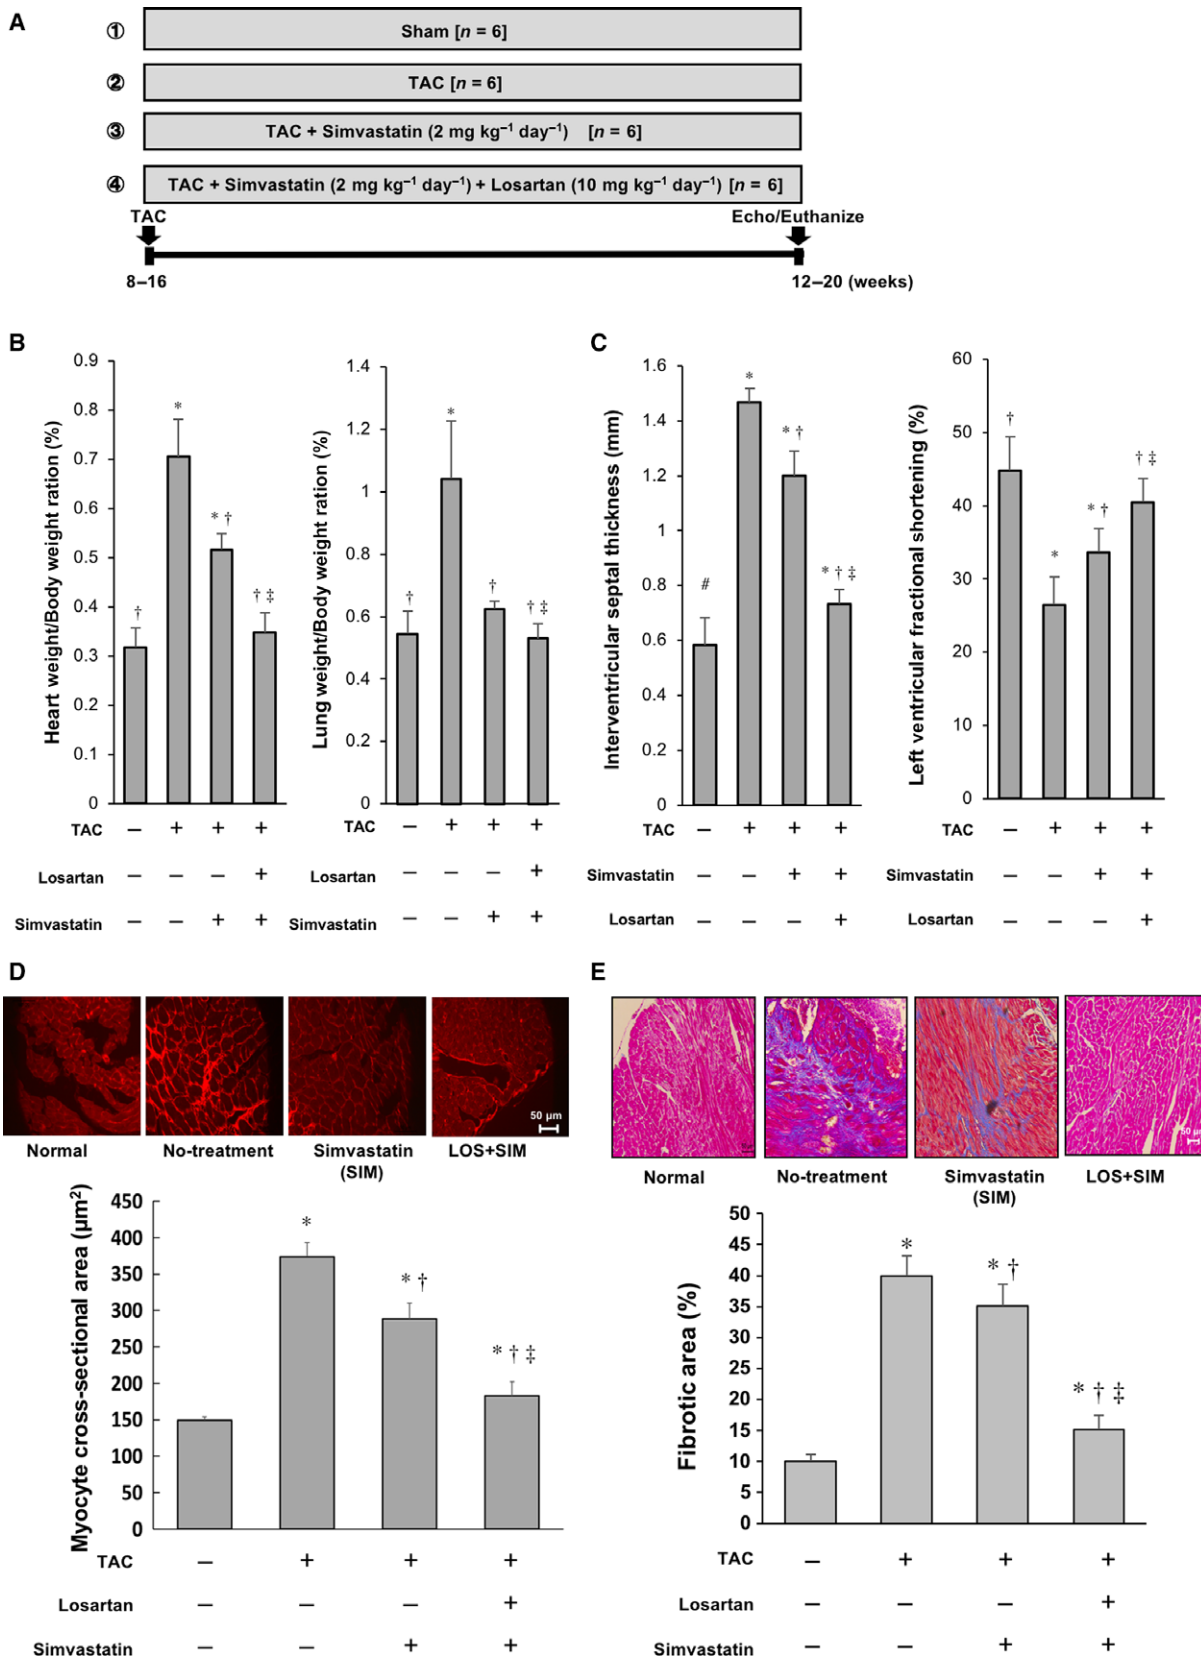 A
① Sham [n = 6]
② TAC [n = 6]
③ TAC + Simvastatin (2 mg kg⁻¹ day⁻¹) [n = 6]
④ TAC + Simvastatin (2 mg kg⁻¹ day⁻¹) + Losartan (10 mg kg⁻¹ day⁻¹) [n = 6]
TAC Echo/Euthanize
8–16 12–20 (weeks)
B
Heart weight/Body weight ration (%)
0.9
0.8
0.7
0.6
0.5
0.4
0.3
0.2
0.1
0
†
*
* †
† ‡
TAC – + + +
Losartan – – – +
Simvastatin – – + +
Lung weight/Body weight ration (%)
1.4
1.2
1
0.8
0.6
0.4
0.2
0
†
*
†
† ‡
TAC – + + +
Losartan – – – +
Simvastatin – – + +
C
Interventricular septal thickness (mm)
1.6
1.4
1.2
1
0.8
0.6
0.4
0.2
0
#
*
* †
* † ‡
TAC – + + +
Simvastatin – – + +
Losartan – – – +
Left ventricular fractional shortening (%)
60
50
40
30
20
10
0
†
*
* †
† ‡
TAC – + + +
Simvastatin – – + +
Losartan – – – +
D
50 µm
Normal No-treatment Simvastatin LOS+SIM
(SIM)
Myocyte cross-sectional area (µm²)
450
400
350
300
250
200
150
100
50
0
*
* †
* † ‡
TAC – + + +
Losartan – – – +
Simvastatin – – + +
E
50 µm
Normal No-treatment Simvastatin LOS+SIM
(SIM)
Fibrotic area (%)
50
45
40
35
30
25
20
15
10
5
0
*
* †
* † ‡
TAC – + + +
Losartan – – – +
Simvastatin – – + +